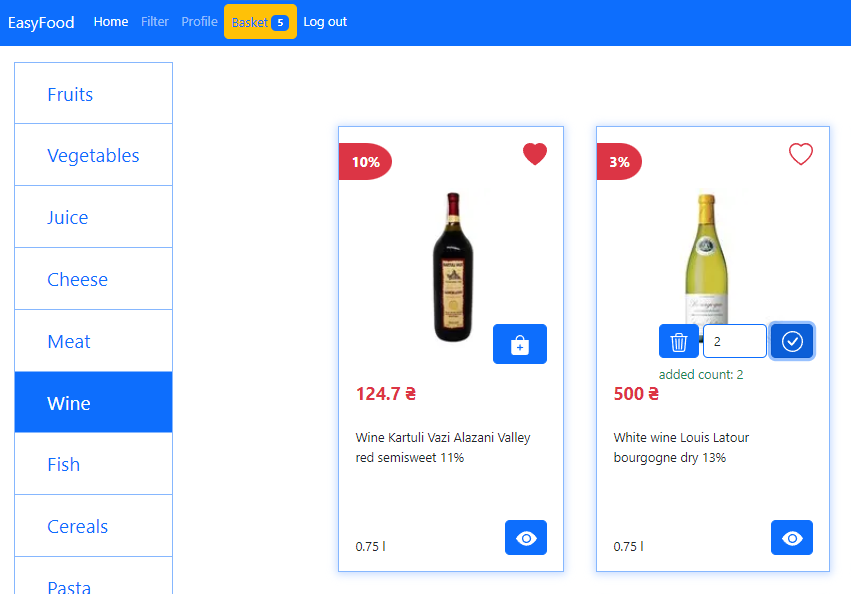 EasyFood Home Filter Profile Basket 5 Log out
Fruits
Vegetables
Juice
Cheese
Meat
Wine
Fish
Cereals
Pasta
10%
124.7 ₴
Wine Kartuli Vazi Alazani Valley
red semisweet 11%
0.75 l
3%
2
added count: 2
500 ₴
White wine Louis Latour
bourgogne dry 13%
0.75 l